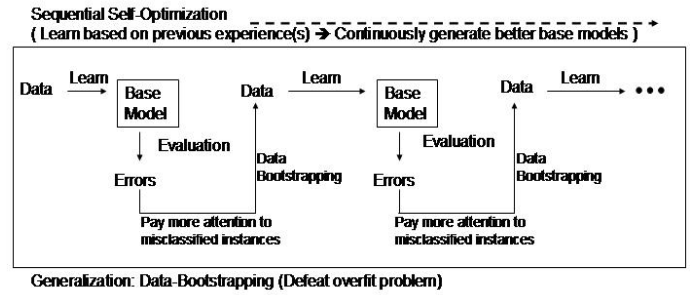 Sequential Self-Optimization
( Learn based on previous experience(s) ➔ Continuously generate better base models )
Data
Learn
Base
Model
Evaluation
Errors
Pay more attention to
misclassified instances
Data
Bootstrapping
Data
Learn
Base
Model
Evaluation
Errors
Pay more attention to
misclassified instances
Data
Bootstrapping
Data
Learn
•••
Generalization: Data-Bootstrapping (Defeat overfit problem)